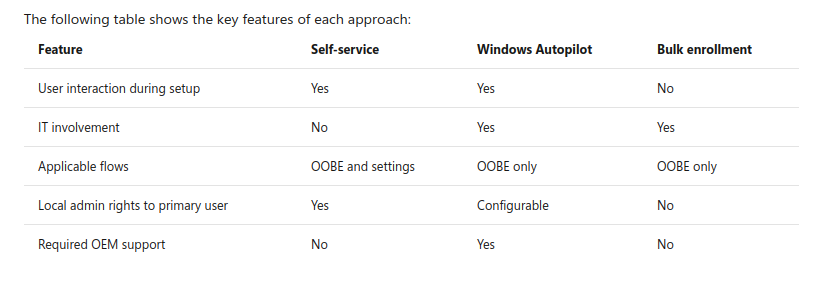 The following table shows the key features of each approach:
Feature Self-service Windows Autopilot Bulk enrollment
User interaction during setup Yes Yes No
IT involvement No Yes Yes
Applicable flows OOBE and settings OOBE only OOBE only
Local admin rights to primary user Yes Configurable No
Required OEM support No Yes No